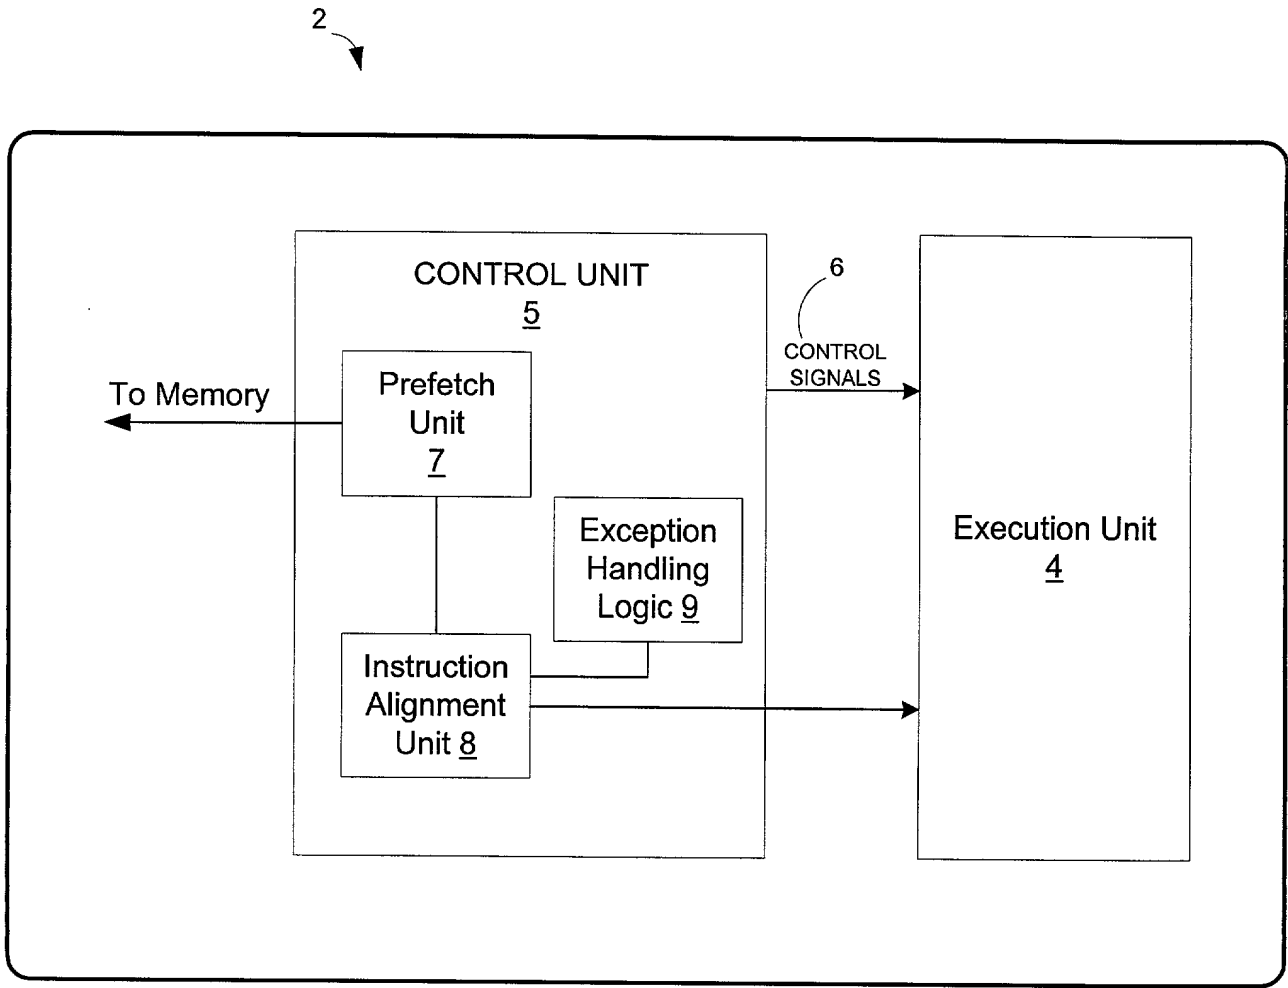 2
CONTROL UNIT
5
6
CONTROL
SIGNALS
To Memory
Prefetch
Unit
7
Exception
Handling
Logic 9
Execution Unit
4
Instruction
Alignment
Unit 8